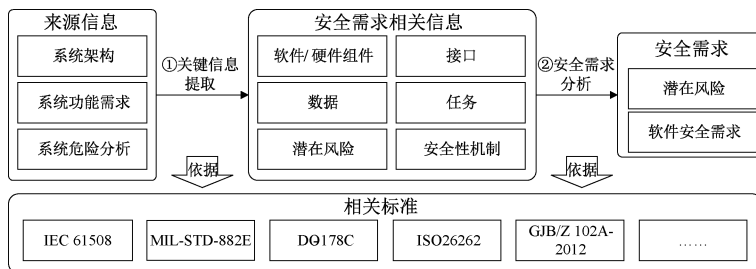 来源信息
系统架构
系统功能需求
系统危险分析
①关键信息
提取
安全需求相关信息
软件/硬件组件
接口
数据
任务
潜在风险
安全性机制
②安全需求
分析
安全需求
潜在风险
软件安全需求
依据
依据
相关标准
IEC 61508
MIL-STD-882E
DO-178C
ISO26262
GJB/Z 102A-
2012
……